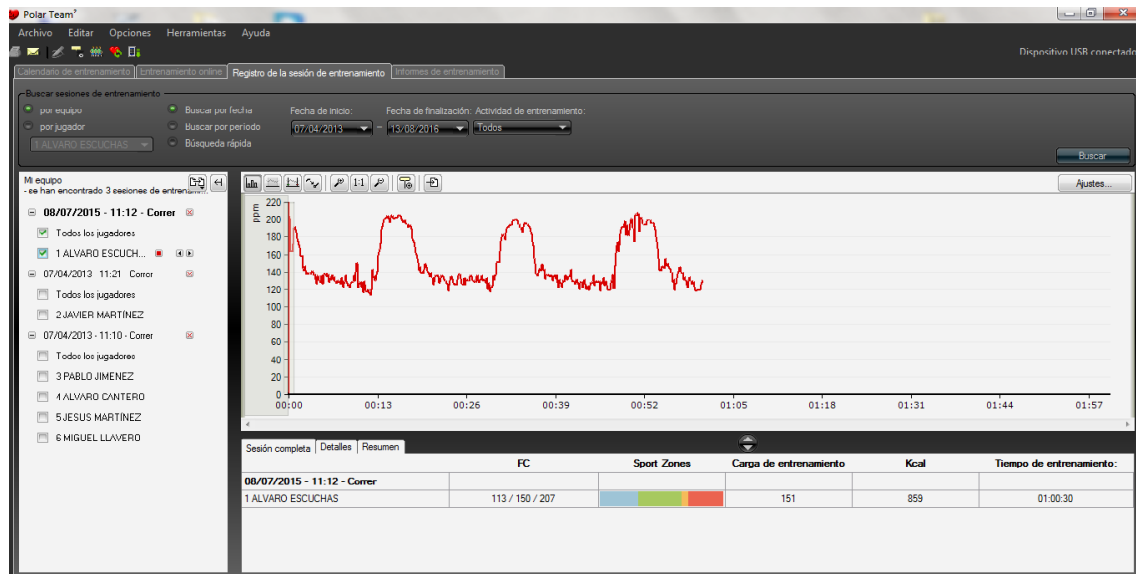 Polar Team²
Archivo Editar Opciones Herramientas Ayuda
Dispositivo USB conectado
Calendario de entrenamiento Entrenamiento online Registro de la sesión de entrenamiento Informes de entrenamiento
Buscar sesiones de entrenamiento
por equipo Buscar por fecha Fecha de inicio: Fecha de finalización: Actividad de entrenamiento:
por jugador Buscar por periodo 07/04/2013 - 13/08/2016 Todos
1 ALVARO ESCUCHAS Búsqueda rápida
Buscar
Mi equipo
- se han encontrado 3 sesiones de entrenami...
1:1 Ajustes...
08/07/2015 - 11:12 - Correr
Todos los jugadores
1 ALVARO ESCUCH...
07/04/2013 11:21 Correr
Todos los jugadores
2 JAVIER MARTÍNEZ
07/04/2013 - 11:10 - Correr
Todos los jugadores
3 PABLO JIMENEZ
4 ALVARO CANTERO
5 JESUS MARTÍNEZ
6 MIGUEL LLAVERO
ppm
220
200
180
160
140
120
100
80
60
40
20
0
00:00 00:13 00:26 00:39 00:52 01:05 01:18 01:31 01:44 01:57
Sesión completa Detalles Resumen
FC Sport Zones Carga de entrenamiento Kcal Tiempo de entrenamiento:
08/07/2015 - 11:12 - Correr
1 ALVARO ESCUCHAS 113 / 150 / 207 151 859 01:00:30